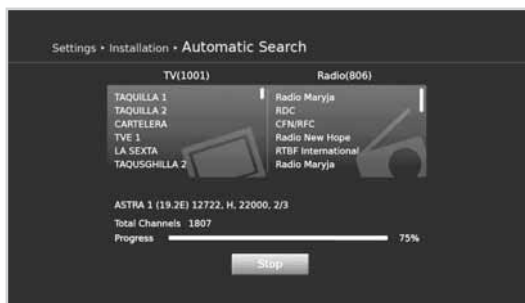 Settings • Installation • Automatic Search
TV(1001)
TAQUILLA 1
TAQUILLA 2
CARTELERA
TVE 1
LA SEXTA
TAQUSGHILLA 2
Radio(806)
Radio Maryja
RDC
CFN/RFC
Radio New Hope
RTBF International
Radio Maryja
ASTRA 1 (19.2E) 12722, H, 22000, 2/3
Total Channels 1807
Progress 75%
Stop